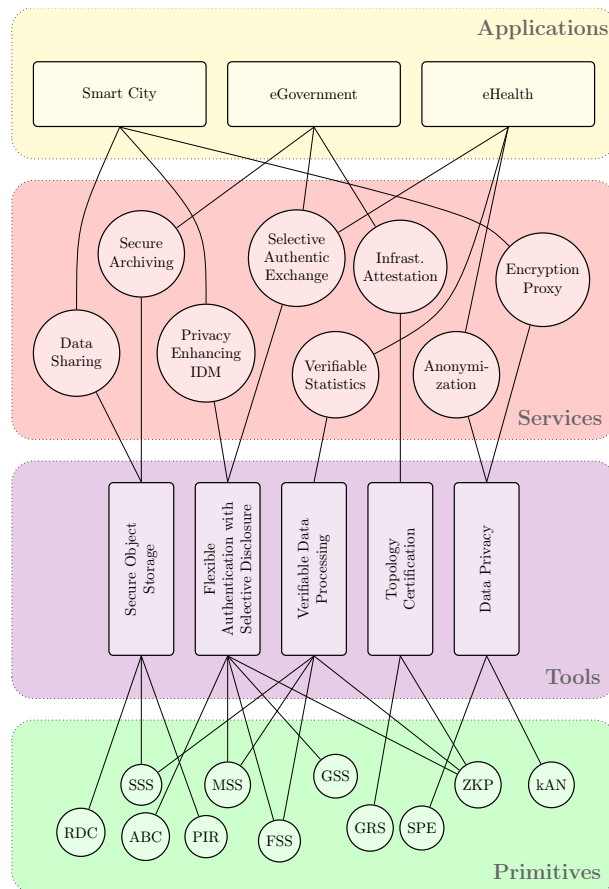 Applications
Smart City
eGovernment
eHealth
Secure
Archiving
Selective
Authentic
Exchange
Infrast.
Attestation
Encryption
Proxy
Data
Sharing
Privacy
Enhancing
IDM
Verifiable
Statistics
Anonymi-
zation
Services
Secure Object
Storage
Flexible
Authentication with
Selective Disclosure
Verifiable Data
Processing
Topology
Certification
Data Privacy
Tools
SSS
MSS
GSS
ZKP
kAN
RDC
ABC
PIR
FSS
GRS
SPE
Primitives